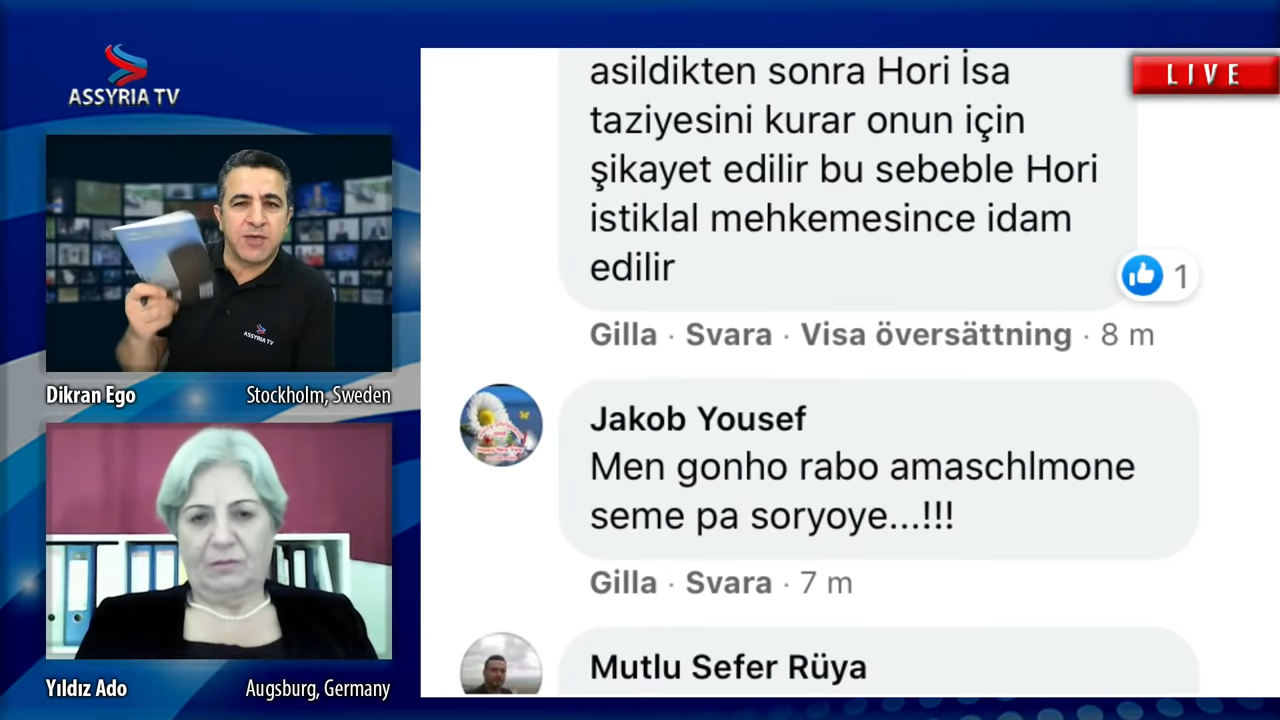 ASSYRIA TV
LIVE
asildikten sonra Hori İsa
taziyesini kurar onun için
şikayet edilir bu sebeble Hori
istiklal mehkemesince idam
edilir
1
Gilla · Svara · Visa översättning · 8 m
ASSYRIA TV
Dikran Ego
Stockholm, Sweden
Jakob Yousef
Men gonho rabo amaschlmone
seme pa soryoye...!!!
Gilla · Svara · 7 m
Mutlu Sefer Rüya
Yıldız Ado
Augsburg, Germany